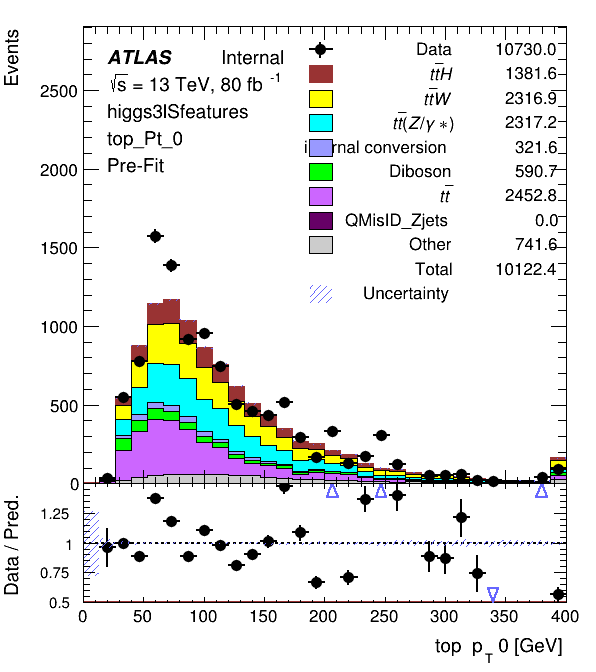 Events
ATLAS Internal
√s = 13 TeV, 80 fb⁻¹
higgs3lSfeatures
top_Pt_0
Pre-Fit
Data 10730.0
tt̄H 1381.6
tt̄W 2316.9
tt̄(Z/γ*) 2317.2
internal conversion 321.6
Diboson 590.7
tt̄ 2452.8
QMisID_Zjets 0.0
Other 741.6
Total 10122.4
Uncertainty
2500
2000
1500
1000
500
0
Data / Pred.
1.25
1
0.75
0.5
0 50 100 150 200 250 300 350 400
top p_T 0 [GeV]